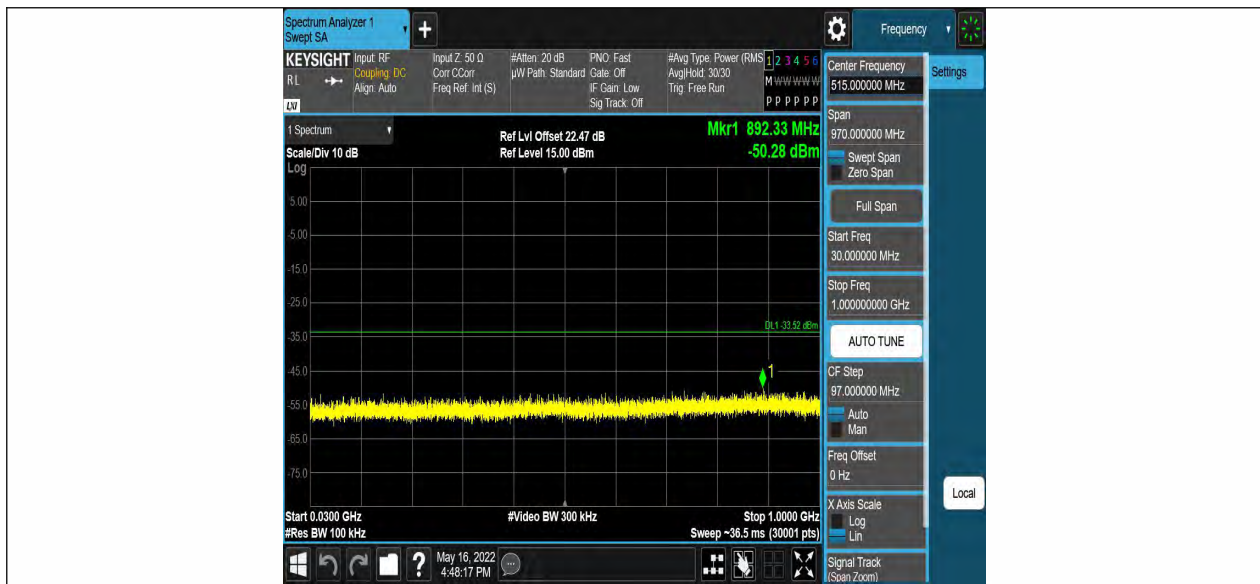 Spectrum Analyzer 1
Swept SA
+
Frequency
KEYSIGHT
RL
LXI
Input: RF
Coupling: DC
Align: Auto
Input Z: 50 Ω
Corr CCorr
Freq Ref: Int (S)
#Atten: 20 dB
µW Path: Standard
PNO: Fast
Gate: Off
IF Gain: Low
Sig Track: Off
#Avg Type: Power (RMS
Avg|Hold: 30/30
Trig: Free Run
1 2 3 4 5 6
M W W W W W
P P P P P P
1 Spectrum
Scale/Div 10 dB
Ref Lvl Offset 22.47 dB
Ref Level 15.00 dBm
Mkr1 892.33 MHz
-50.28 dBm
Log
5.00
-5.00
-15.0
-25.0
-35.0
-45.0
-55.0
-65.0
-75.0
DL1 -33.52 dBm
1
Start 0.0300 GHz
#Res BW 100 kHz
#Video BW 300 kHz
Stop 1.0000 GHz
Sweep ~36.5 ms (30001 pts)
?
May 16, 2022
4:48:17 PM
Center Frequency
515.000000 MHz
Span
970.000000 MHz
Swept Span
Zero Span
Full Span
Start Freq
30.000000 MHz
Stop Freq
1.000000000 GHz
AUTO TUNE
CF Step
97.000000 MHz
Auto
Man
Freq Offset
0 Hz
X Axis Scale
Log
Lin
Signal Track
(Span Zoom)
Settings
Local